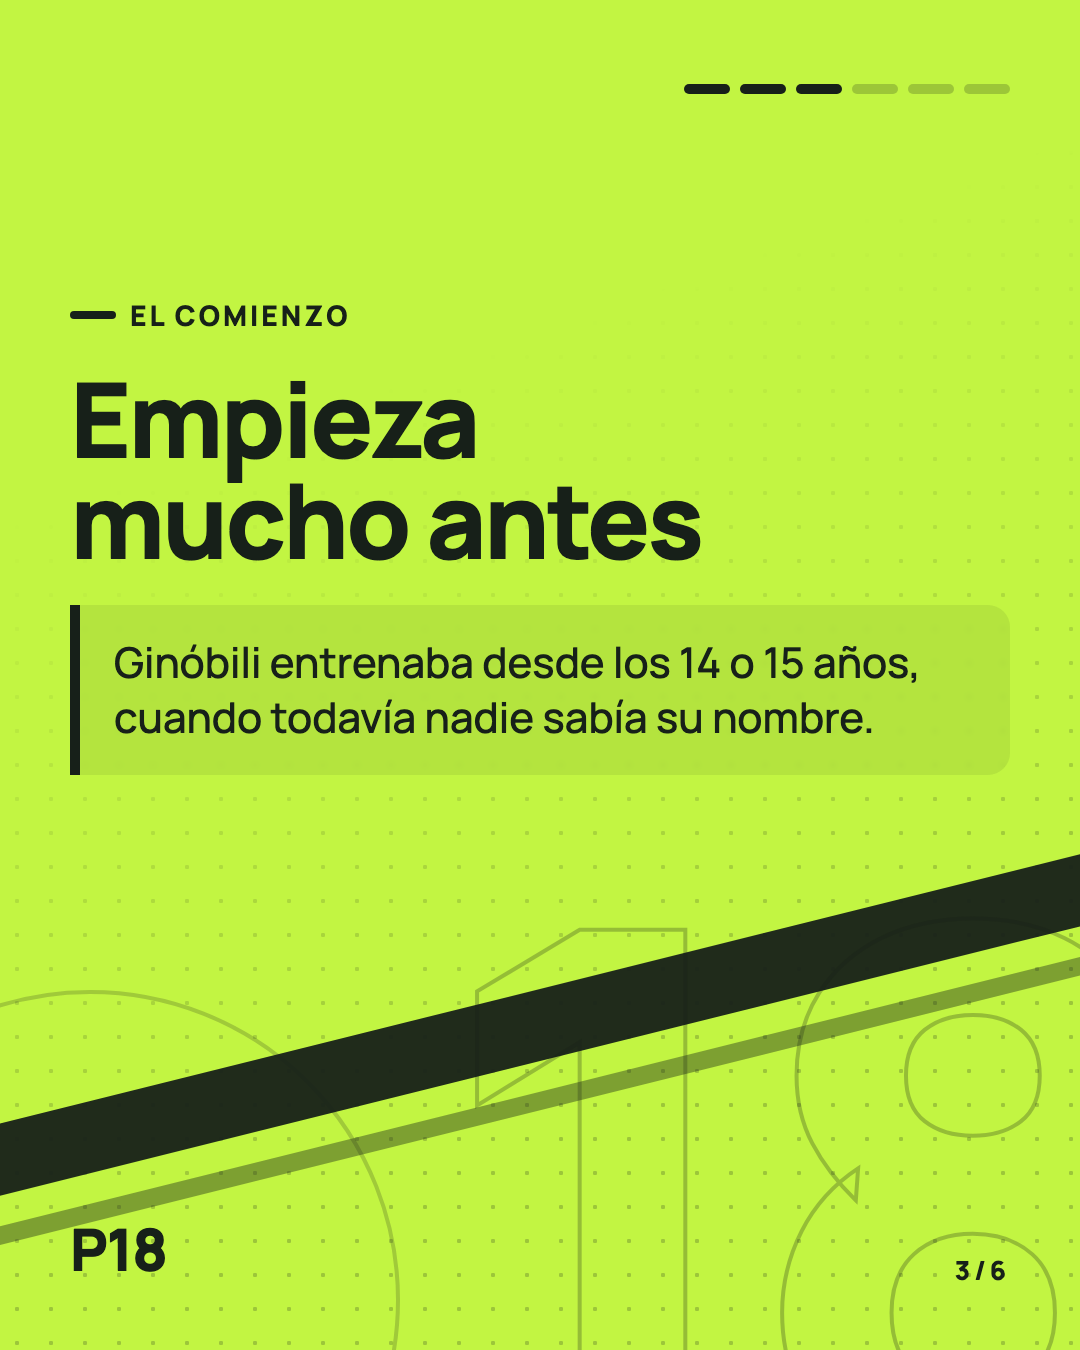 EL COMIENZO
Empieza
mucho antes
Ginóbili entrenaba desde los 14 o 15 años,
cuando todavía nadie sabía su nombre.
P18
3 / 6